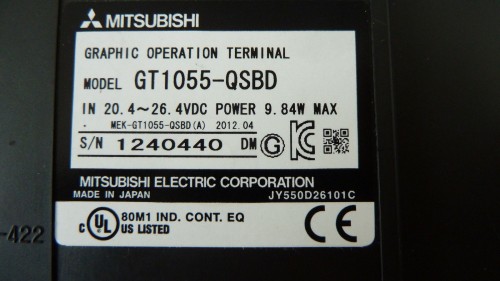 MITSUBISHI
GRAPHIC OPERATION TERMINAL
MODEL GT1055-QSBD
IN 20.4~26.4VDC POWER 9.84W MAX
MEK-GT1055-QSBD(A) 2012.04
S/N 1240440 DM
MITSUBISHI ELECTRIC CORPORATION
MADE IN JAPAN JY550D26101C
80M1 IND. CONT. EQ
C UL US LISTED
-422